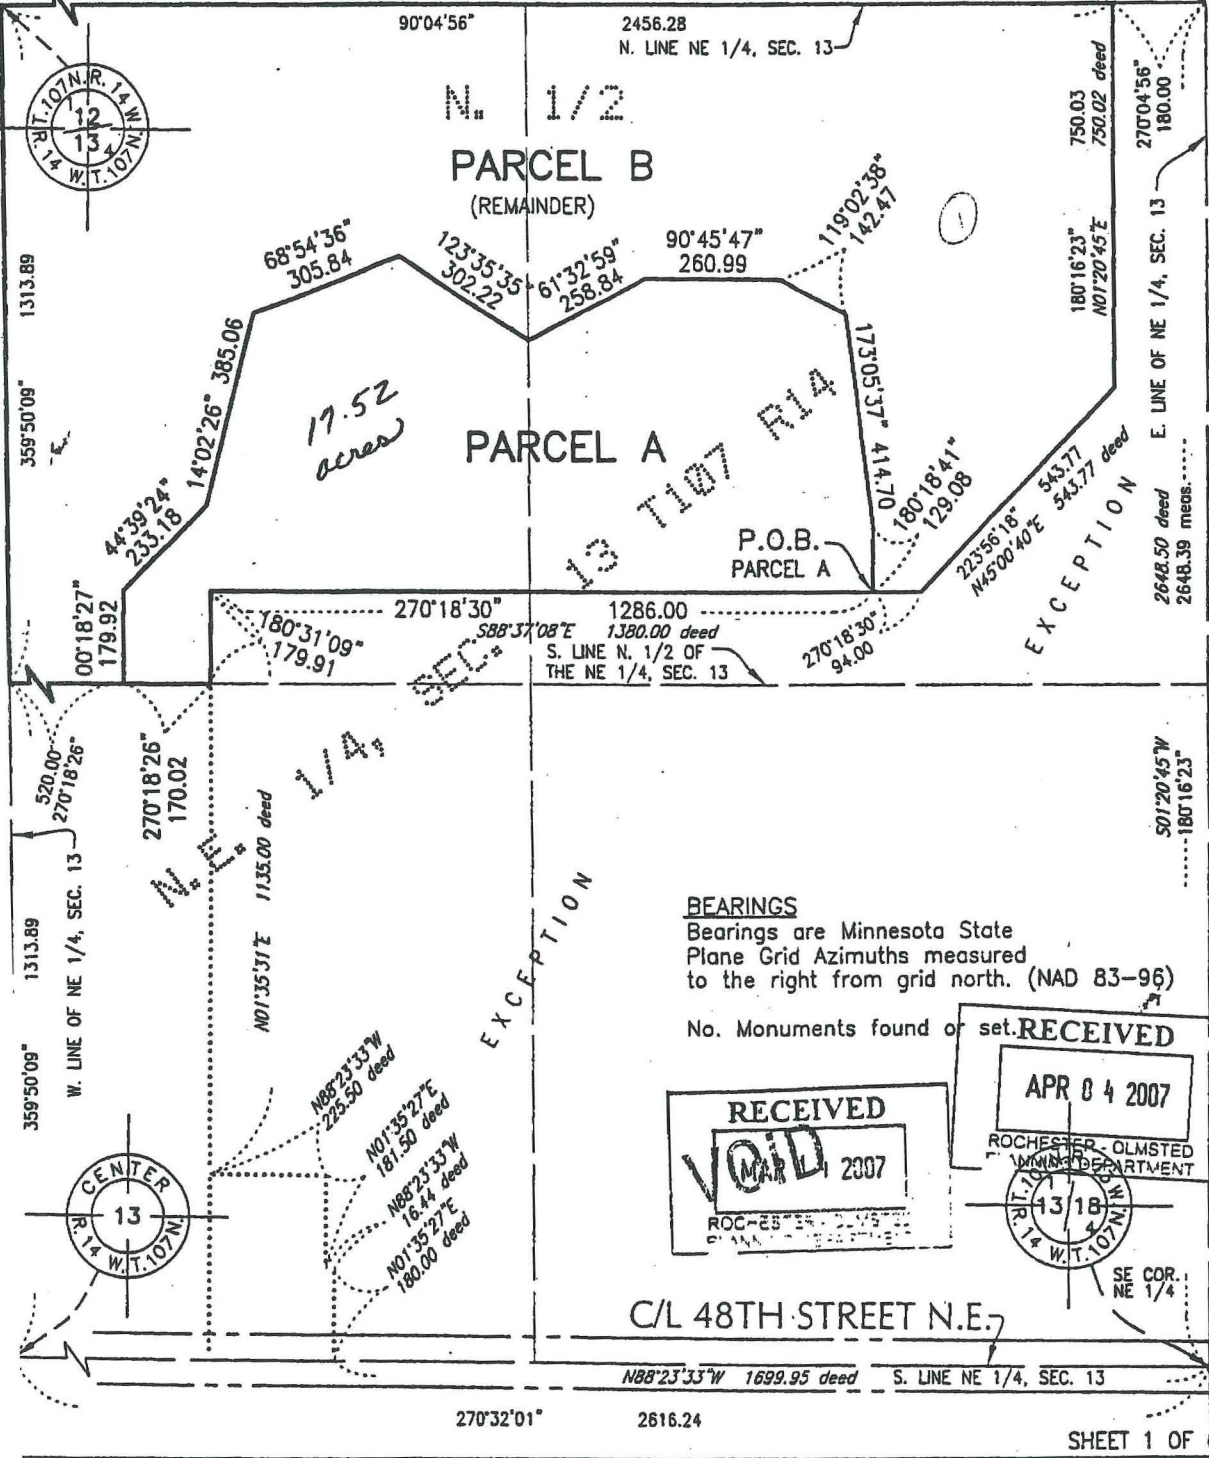 90°04'56"
2456.28
N. LINE NE 1/4, SEC. 13
750.03
750.02 deed
270°04'56"
180.00
T.107N.R. 14 W.
12
13
R. 14 W.T.107N.
N. 1/2
PARCEL B
(REMAINDER)
119°02'38"
142.47
1
68°54'36"
305.84
123°35'35"
302.22
61°32'59"
258.84
90°45'47"
260.99
180°16'23"
N01°20'45"E
E. LINE OF NE 1/4, SEC. 13
1313.89
359°50'09"
14°02'26" 385.06
17.52
acres
PARCEL A
173°05'37" 414.70
44°39'24"
233.18
180°18'41"
129.08
223°56'18" 543.77
N45°00'40"E 543.77 deed
EXCEPTION
2648.50 deed
2648.39 meas.
P.O.B.
PARCEL A
00°18'27"
179.92
270°18'30" 1286.00
180°31'09"
179.91
S88°37'08"E 1380.00 deed
S. LINE N. 1/2 OF
THE NE 1/4, SEC. 13
270°18'30"
94.00
N.E. 1/4, SEC. 13 T107 R14
520.00
270°18'26"
270°18'26"
170.02
S01°20'45"W
180°16'23"
1313.89
359°50'09"
W. LINE OF NE 1/4, SEC. 13
N01°35'31"E 1135.00 deed
EXCEPTION
BEARINGS
Bearings are Minnesota State
Plane Grid Azimuths measured
to the right from grid north. (NAD 83-96)
No. Monuments found or set.
RECEIVED
APR 04 2007
ROCHESTER - OLMSTED
PLANNING DEPARTMENT
RECEIVED
VOID
MAR 2007
ROCHESTER - OLMSTED
PLANNING DEPARTMENT
N88°23'33"W
225.50 deed
N01°35'27"E
181.50 deed
N88°23'33"W
16.44 deed
N01°35'27"E
180.00 deed
CENTER
13
R. 14 W.T.107N.
13/18
R. 14 W.T.107N.
SE COR.
NE 1/4
C/L 48TH STREET N.E.
N88°23'33"W 1699.95 deed
S. LINE NE 1/4, SEC. 13
270°32'01"
2616.24
SHEET 1 OF